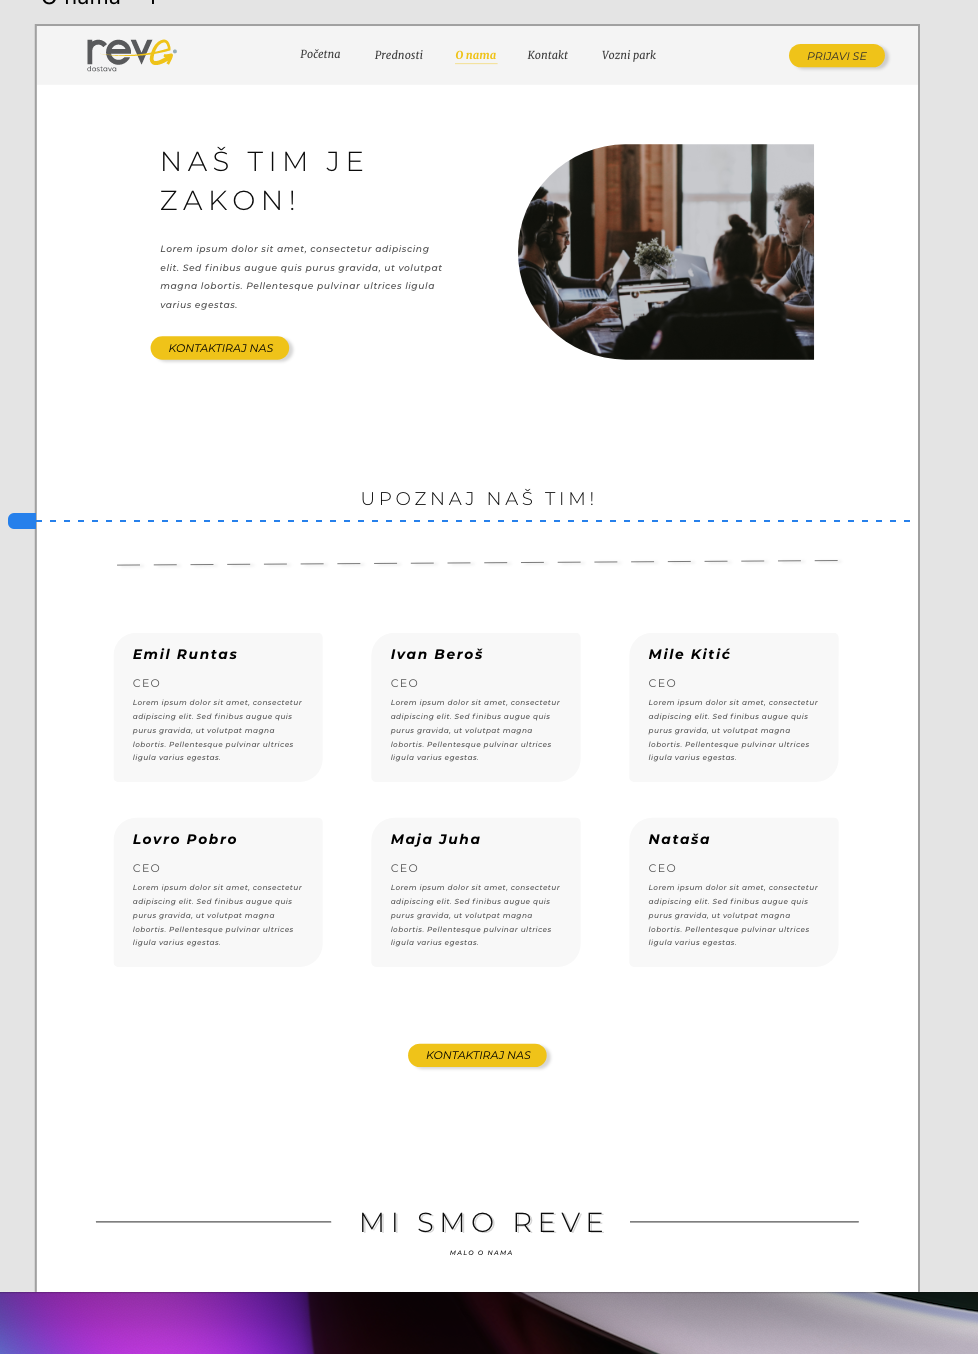 O nama – 1
reve
dostava
Početna Prednosti O nama Kontakt Vozni park
PRIJAVI SE
NAŠ TIM JE
ZAKON!
Lorem ipsum dolor sit amet, consectetur adipiscing
elit. Sed finibus augue quis purus gravida, ut volutpat
magna lobortis. Pellentesque pulvinar ultrices ligula
varius egestas.
KONTAKTIRAJ NAS
UPOZNAJ NAŠ TIM!
Emil Runtas
CEO
Lorem ipsum dolor sit amet, consectetur
adipiscing elit. Sed finibus augue quis
purus gravida, ut volutpat magna
lobortis. Pellentesque pulvinar ultrices
ligula varius egestas.
Ivan Beroš
CEO
Lorem ipsum dolor sit amet, consectetur
adipiscing elit. Sed finibus augue quis
purus gravida, ut volutpat magna
lobortis. Pellentesque pulvinar ultrices
ligula varius egestas.
Mile Kitić
CEO
Lorem ipsum dolor sit amet, consectetur
adipiscing elit. Sed finibus augue quis
purus gravida, ut volutpat magna
lobortis. Pellentesque pulvinar ultrices
ligula varius egestas.
Lovro Pobro
CEO
Lorem ipsum dolor sit amet, consectetur
adipiscing elit. Sed finibus augue quis
purus gravida, ut volutpat magna
lobortis. Pellentesque pulvinar ultrices
ligula varius egestas.
Maja Juha
CEO
Lorem ipsum dolor sit amet, consectetur
adipiscing elit. Sed finibus augue quis
purus gravida, ut volutpat magna
lobortis. Pellentesque pulvinar ultrices
ligula varius egestas.
Nataša
CEO
Lorem ipsum dolor sit amet, consectetur
adipiscing elit. Sed finibus augue quis
purus gravida, ut volutpat magna
lobortis. Pellentesque pulvinar ultrices
ligula varius egestas.
KONTAKTIRAJ NAS
MI SMO REVE
MALO O NAMA